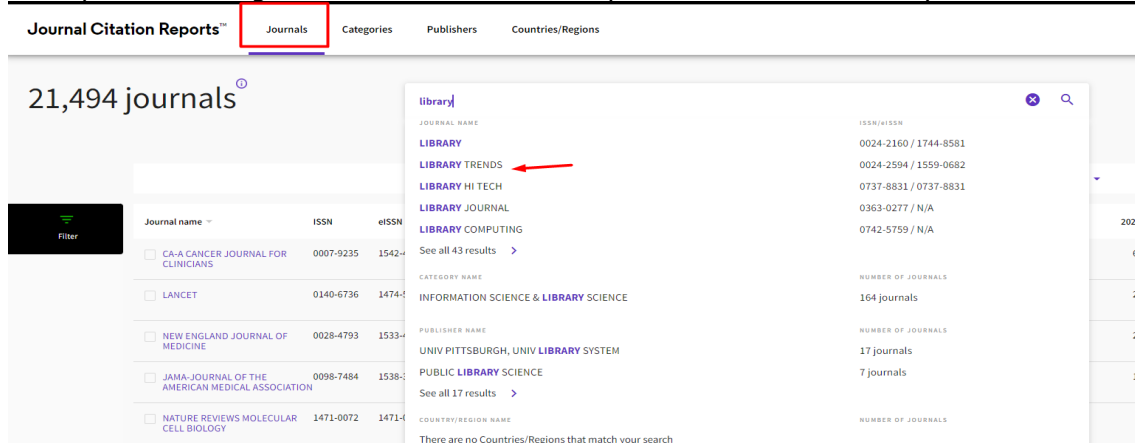 Journal Citation Reports™ Journals Categories Publishers Countries/Regions
21,494 journals
library
JOURNAL NAME ISSN/eISSN
LIBRARY 0024-2160 / 1744-8581
LIBRARY TRENDS 0024-2594 / 1559-0682
LIBRARY HI TECH 0737-8831 / 0737-8831
LIBRARY JOURNAL 0363-0277 / N/A
LIBRARY COMPUTING 0742-5759 / N/A
See all 43 results
CATEGORY NAME NUMBER OF JOURNALS
INFORMATION SCIENCE & LIBRARY SCIENCE 164 journals
PUBLISHER NAME NUMBER OF JOURNALS
UNIV PITTSBURGH, UNIV LIBRARY SYSTEM 17 journals
PUBLIC LIBRARY SCIENCE 7 journals
See all 17 results
COUNTRY/REGION NAME NUMBER OF JOURNALS
There are no Countries/Regions that match your search
Filter
Journal name ISSN eISSN
CA-A CANCER JOURNAL FOR 0007-9235
CLINICIANS
LANCET 0140-6736
NEW ENGLAND JOURNAL OF 0028-4793
MEDICINE
JAMA-JOURNAL OF THE 0098-7484
AMERICAN MEDICAL ASSOCIATION
NATURE REVIEWS MOLECULAR 1471-0072
CELL BIOLOGY